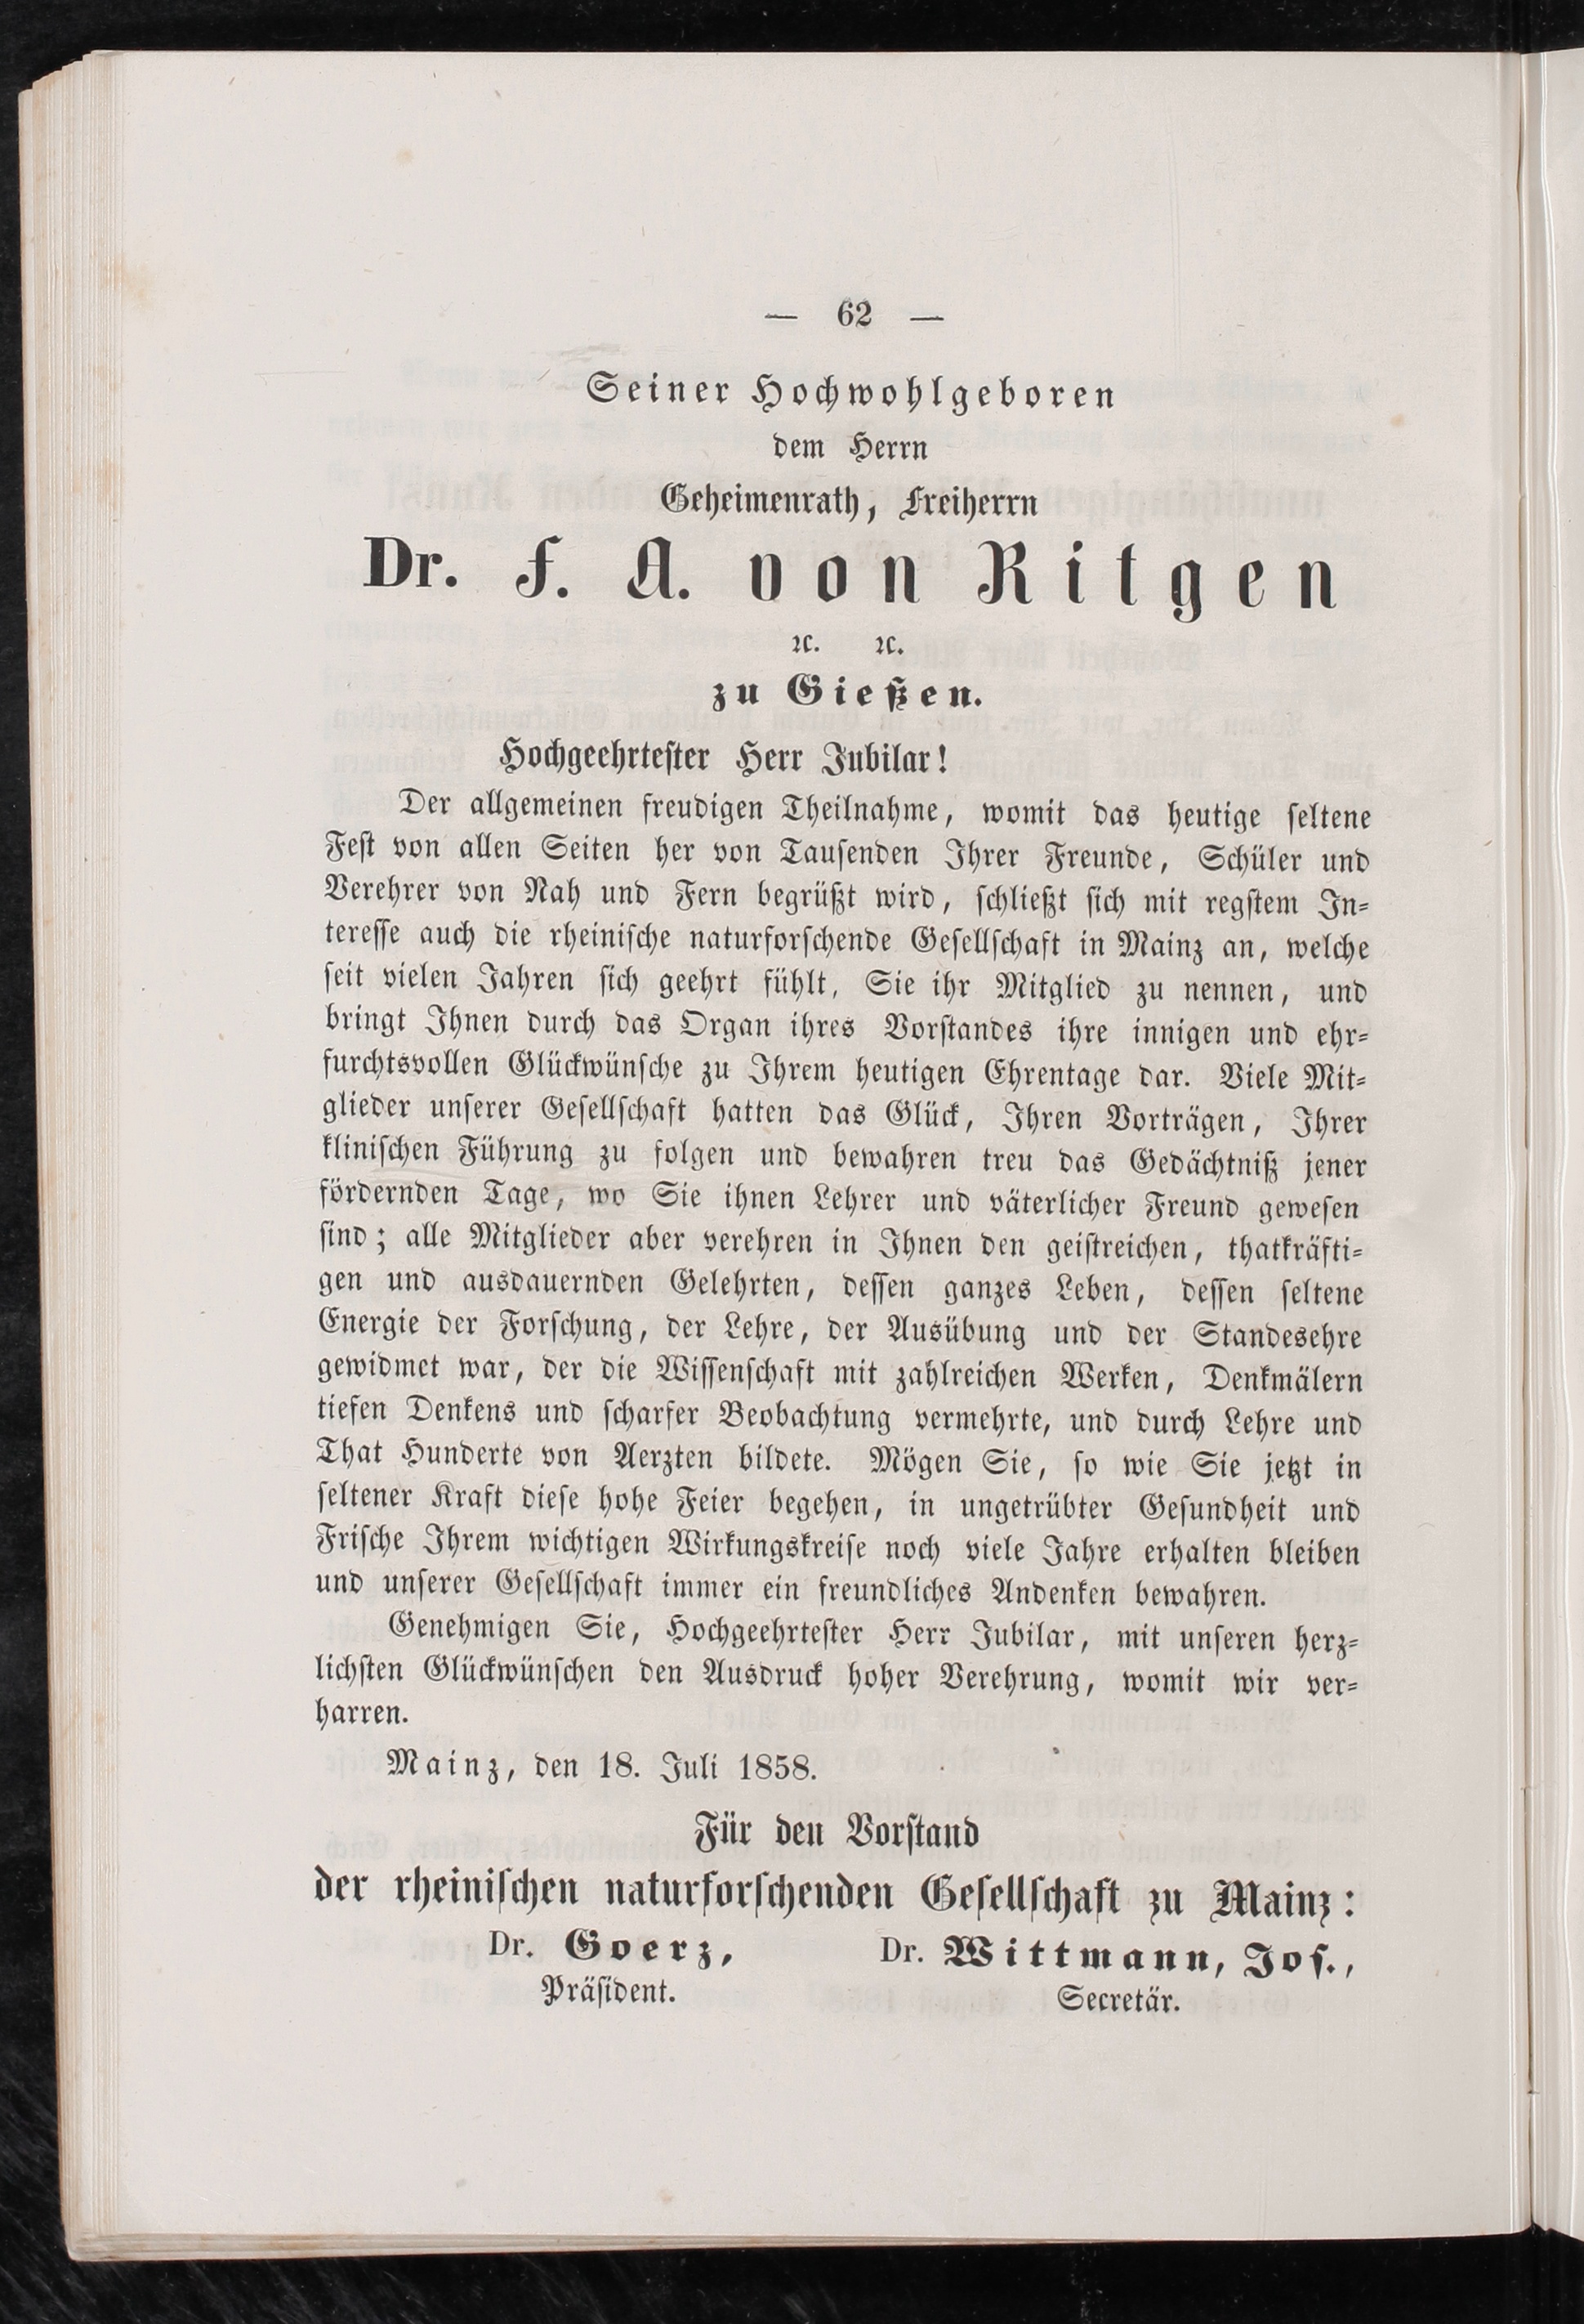 — 62 —
Seiner Hochwohlgeboren
dem Herrn
Geheimenrath, Freiherrn
Dr. F. A. von Ritgen
ꝛc. ꝛc.
zu Gießen.
Hochgeehrtester Herr Jubilar!
Der allgemeinen freudigen Theilnahme, womit das heutige seltene
Fest von allen Seiten her von Tausenden Ihrer Freunde, Schüler und
Verehrer von Nah und Fern begrüßt wird, schließt sich mit regstem In-
teresse auch die rheinische naturforschende Gesellschaft in Mainz an, welche
seit vielen Jahren sich geehrt fühlt, Sie ihr Mitglied zu nennen, und
bringt Ihnen durch das Organ ihres Vorstandes ihre innigen und ehr-
furchtsvollen Glückwünsche zu Ihrem heutigen Ehrentage dar. Viele Mit-
glieder unserer Gesellschaft hatten das Glück, Ihren Vorträgen, Ihrer
klinischen Führung zu folgen und bewahren treu das Gedächtniß jener
fördernden Tage, wo Sie ihnen Lehrer und väterlicher Freund gewesen
sind; alle Mitglieder aber verehren in Ihnen den geistreichen, thatkräfti-
gen und ausdauernden Gelehrten, dessen ganzes Leben, dessen seltene
Energie der Forschung, der Lehre, der Ausübung und der Standesehre
gewidmet war, der die Wissenschaft mit zahlreichen Werken, Denkmälern
tiefen Denkens und scharfer Beobachtung vermehrte, und durch Lehre und
That Hunderte von Aerzten bildete. Mögen Sie, so wie Sie jetzt in
seltener Kraft diese hohe Feier begehen, in ungetrübter Gesundheit und
Frische Ihrem wichtigen Wirkungskreise noch viele Jahre erhalten bleiben
und unserer Gesellschaft immer ein freundliches Andenken bewahren.
Genehmigen Sie, Hochgeehrtester Herr Jubilar, mit unseren herz-
lichsten Glückwünschen den Ausdruck hoher Verehrung, womit wir ver-
harren.
Mainz, den 18. Juli 1858.
Für den Vorstand
der rheinischen naturforschenden Gesellschaft zu Mainz:
Dr. Goerz, Dr. Wittmann, Jos.,
Präsident. Secretär.